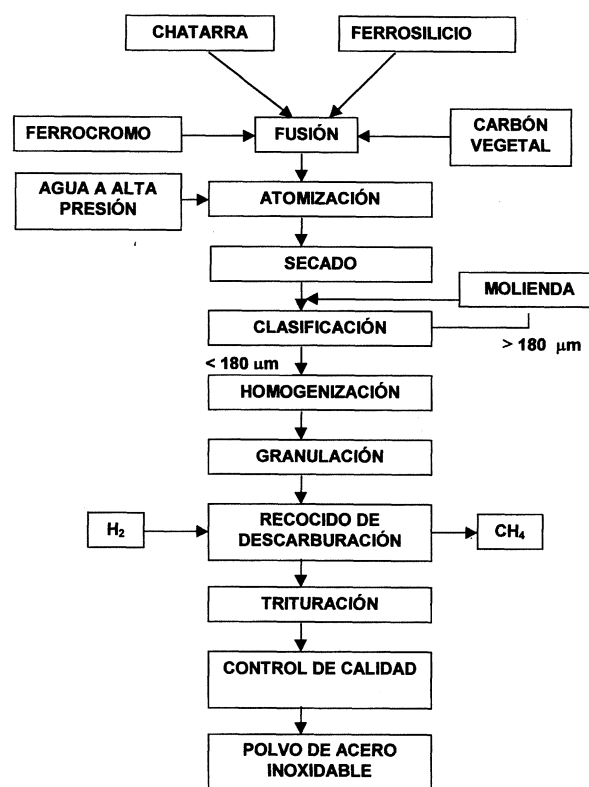 CHATARRA
FERROSILICIO
FERROCROMO
FUSIÓN
CARBÓN
VEGETAL
AGUA A ALTA
PRESIÓN
ATOMIZACIÓN
SECADO
MOLIENDA
CLASIFICACIÓN
> 180 µm
< 180 µm
HOMOGENIZACIÓN
GRANULACIÓN
H₂
RECOCIDO DE
DESCARBURACIÓN
CH₄
TRITURACIÓN
CONTROL DE CALIDAD
POLVO DE ACERO
INOXIDABLE